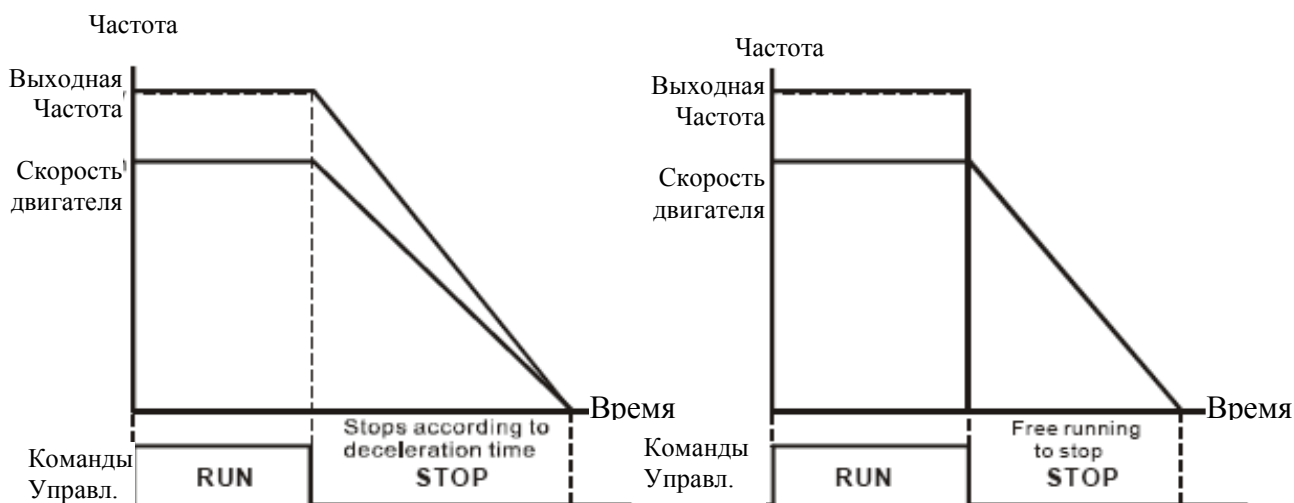 Частота
Выходная
Частота
Скорость
двигателя
Время
Stops according to
deceleration time
Команды
Управл.
RUN
STOP
Частота
Выходная
Частота
Скорость
двигателя
Время
Free running
to stop
Команды
Управл.
RUN
STOP